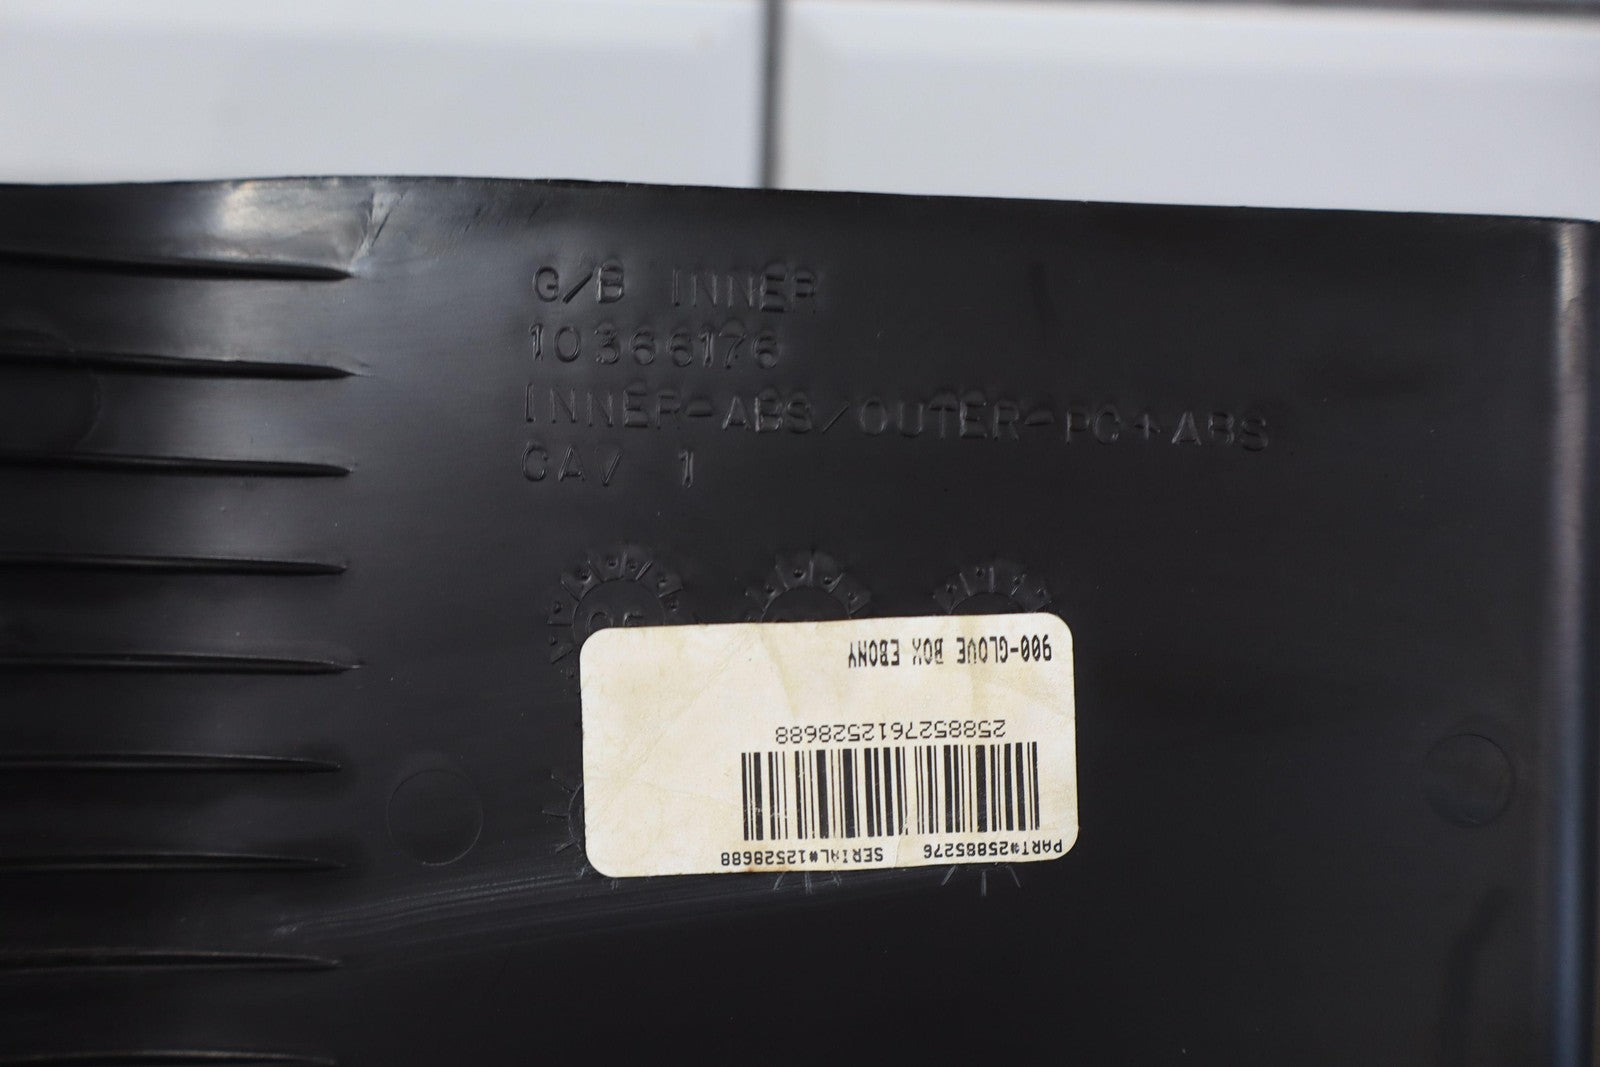 G/B INNER
10366176
INNER-ABS/OUTER-PC+ABS
CAV 1
PART#25885276 SERIAL#12528688
2588527612528688
900-GLOVE BOX EBONY